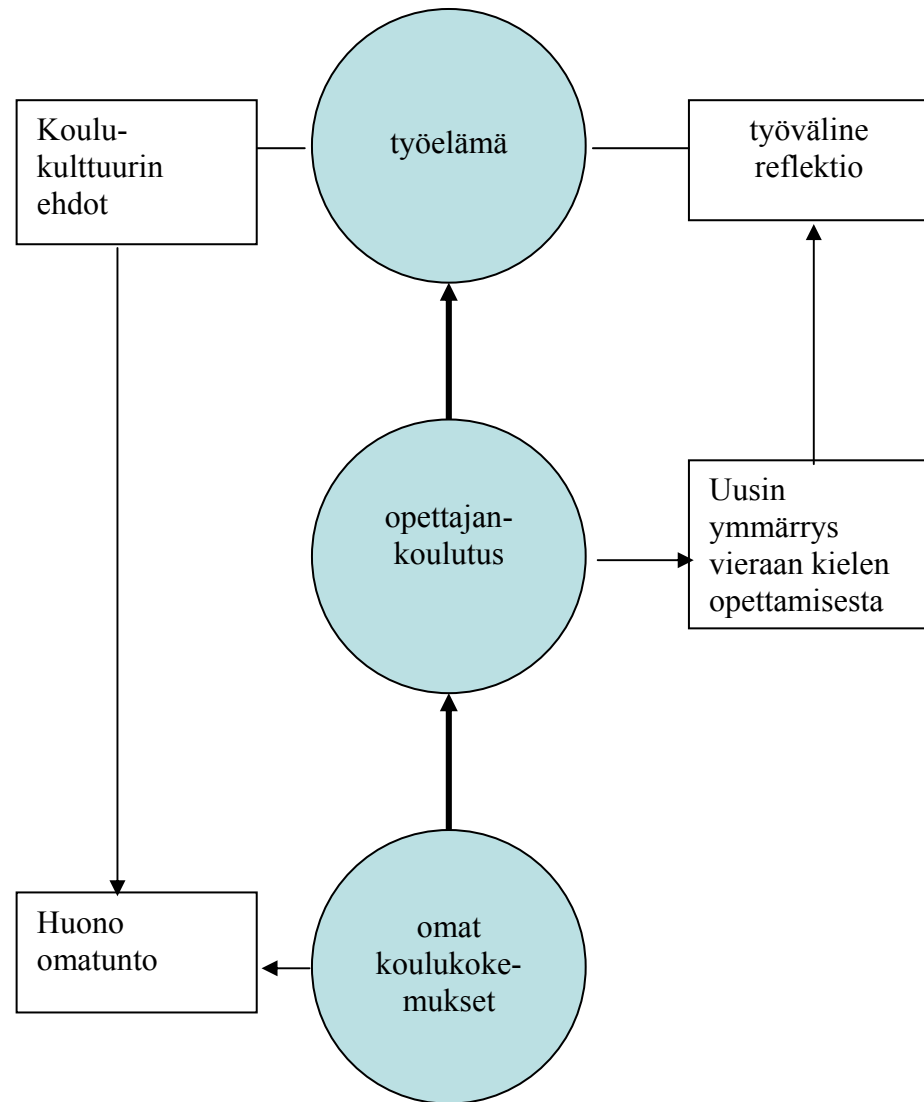 Koulu-
kulttuurin
ehdot
työelämä
työväline
reflektio
opettajan-
koulutus
Uusin
ymmärrys
vieraan kielen
opettamisesta
Huono
omatunto
omat
koulukoke-
mukset